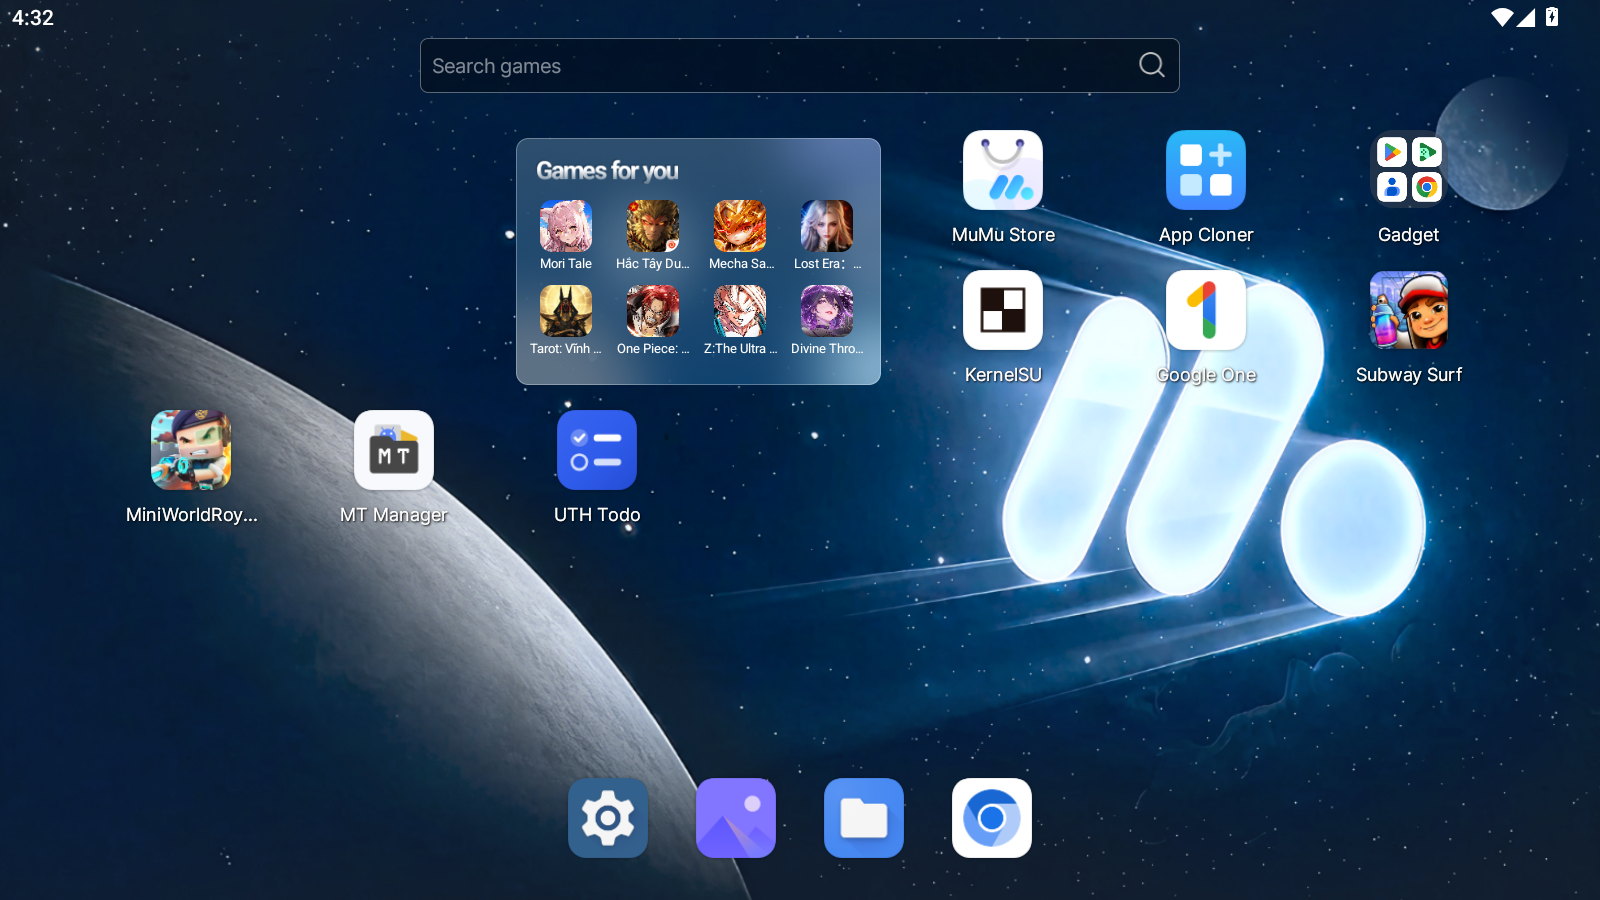 4:32
Search games
Games for you
Mori Tale
Hắc Tây Du...
Mecha Sa...
Lost Era: ...
Tarot: Vĩnh ...
One Piece: ...
Z:The Ultra ...
Divine Thro...
MuMu Store
App Cloner
Gadget
KernelSU
Google One
Subway Surf
MiniWorldRoy...
MT
MT Manager
UTH Todo